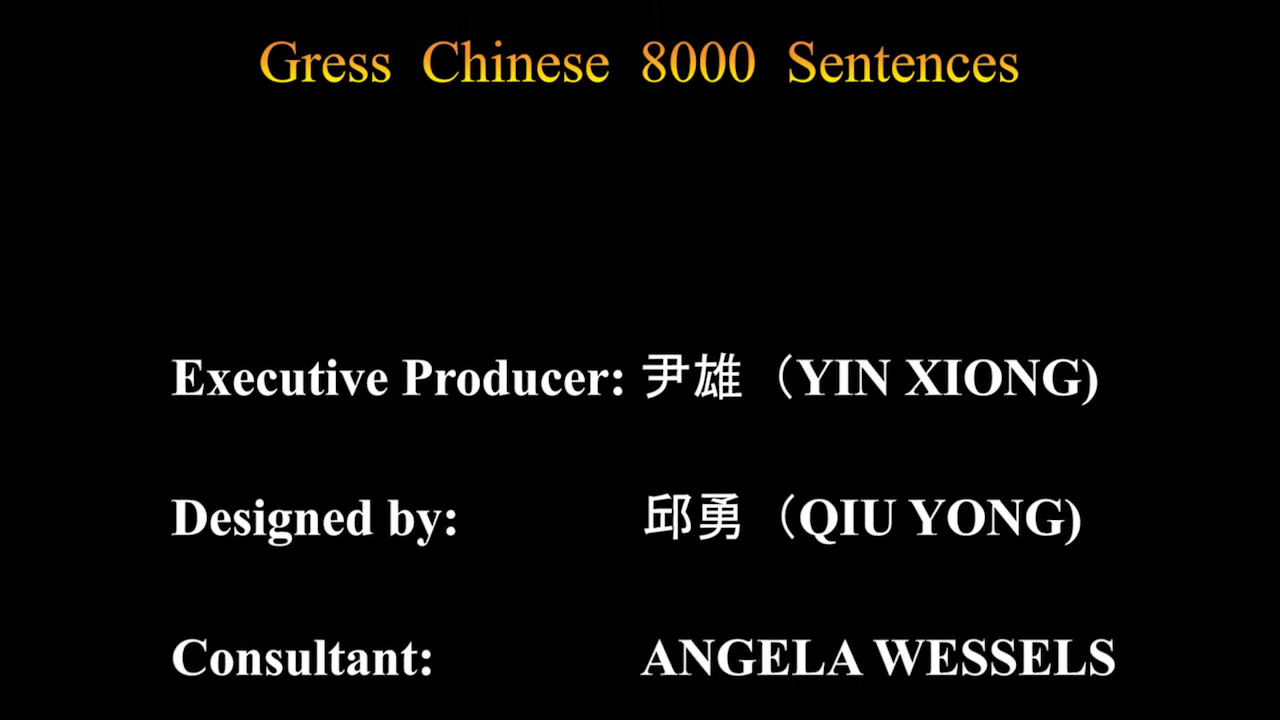 Gress Chinese 8000 Sentences
Executive Producer: 尹雄（YIN XIONG)
Designed by: 邱勇（QIU YONG)
Consultant: ANGELA WESSELS